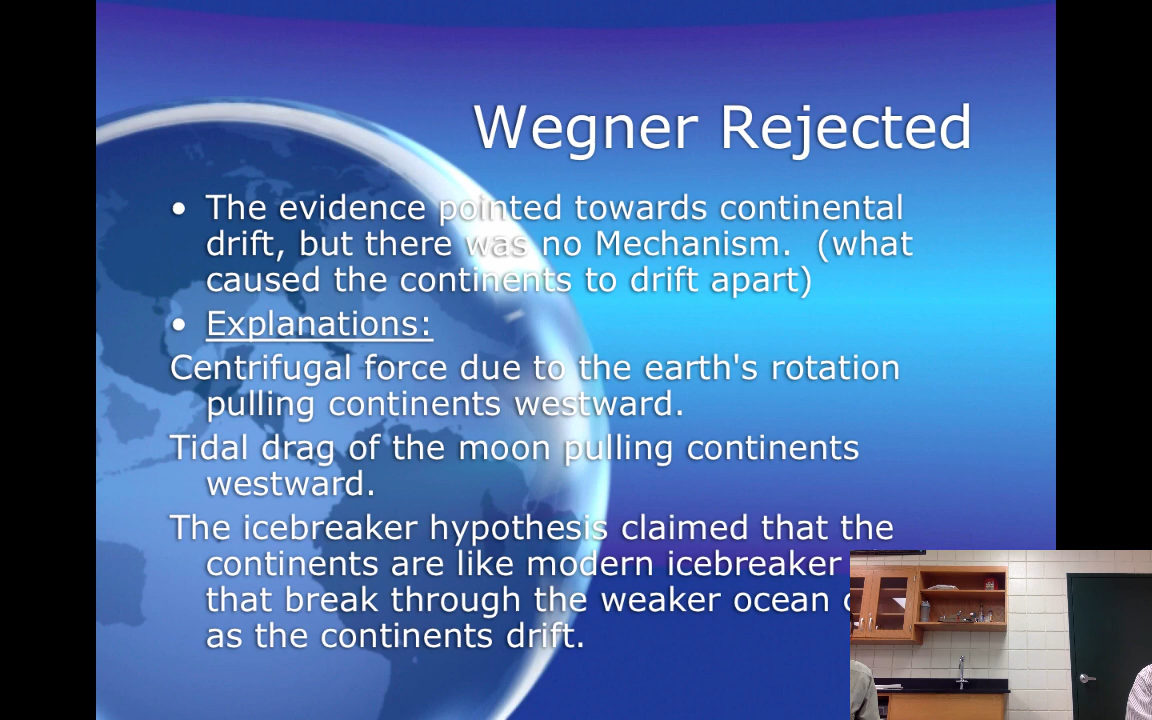 Wegner Rejected
• The evidence pointed towards continental
drift, but there was no Mechanism. (what
caused the continents to drift apart)
• Explanations:
Centrifugal force due to the earth's rotation
pulling continents westward.
Tidal drag of the moon pulling continents
westward.
The icebreaker hypothesis claimed that the
continents are like modern icebreaker
that break through the weaker ocean
as the continents drift.